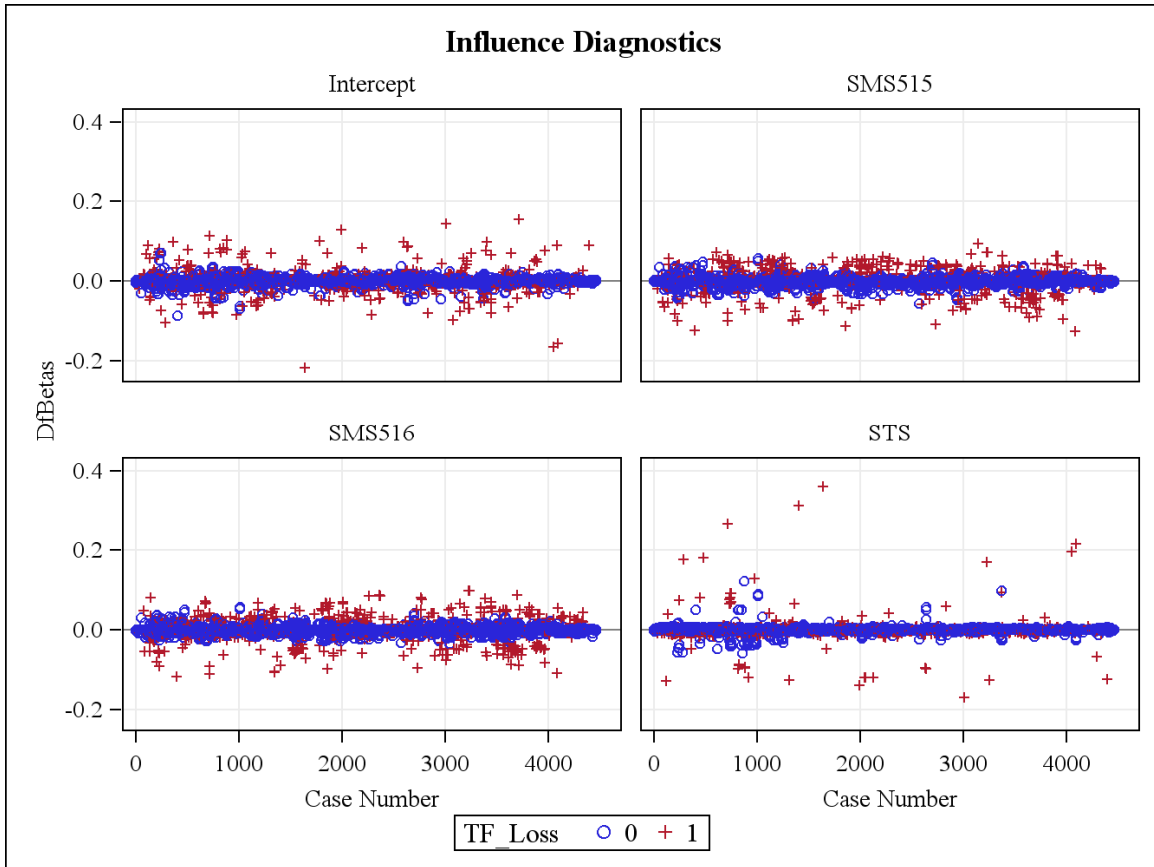 Influence Diagnostics
Intercept
SMS515
0.4
0.2
0.0
-0.2
DfBetas
SMS516
STS
0.4
0.2
0.0
-0.2
0 1000 2000 3000 4000
0 1000 2000 3000 4000
Case Number
Case Number
TF_Loss 0 1